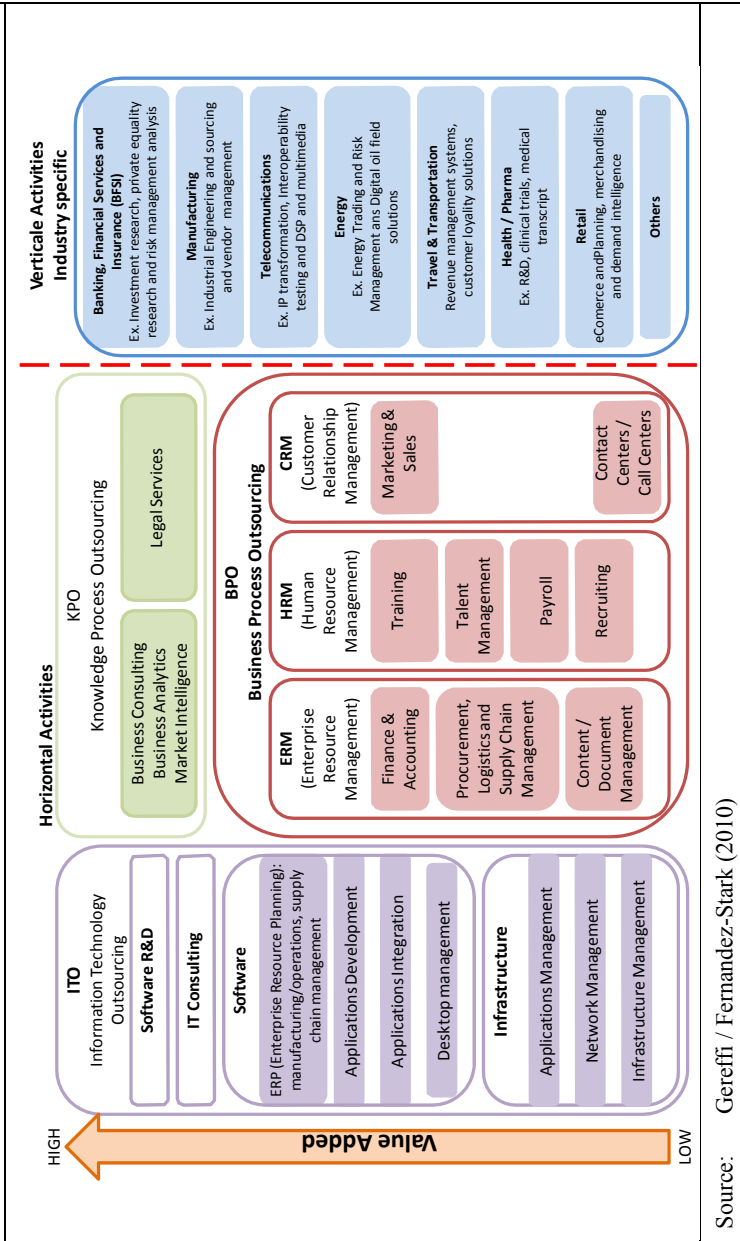 HIGH
Value Added
LOW
Horizontal Activities
ITO
Information Technology
Outsourcing
Software R&D
IT Consulting
Software
ERP (Enterprise Resource Planning):
manufacturing/operations, supply
chain management
Applications Development
Applications Integration
Desktop management
Infrastructure
Applications Management
Network Management
Infrastructure Management
KPO
Knowledge Process Outsourcing
Business Consulting
Business Analytics
Market Intelligence
Legal Services
BPO
Business Process Outsourcing
ERM
(Enterprise
Resource
Management)
Finance &
Accounting
Procurement,
Logistics and
Supply Chain
Management
Content /
Document
Management
HRM
(Human
Resource
Management)
Training
Talent
Management
Payroll
Recruiting
CRM
(Customer
Relationship
Management)
Marketing &
Sales
Contact
Centers /
Call Centers
Verticale Activities
Industry specific
Banking, Financial Services and
Insurance (BFSI)
Ex. Investment research, private equality
research and risk management analysis
Manufacturing
Ex. Industrial Engineering and sourcing
and vendor management
Telecommunications
Ex. IP transformation, Interoperability
testing and DSP and multimedia
Energy
Ex. Energy Trading and Risk
Management ans Digital oil field
solutions
Travel & Transportation
Revenue management systems,
customer loyality solutions
Health / Pharma
Ex. R&D, clinical trials, medical
transcript
Retail
eComerce andPlanning, merchandising
and demand intelligence
Others
Source: Gereffi / Fernandez-Stark (2010)